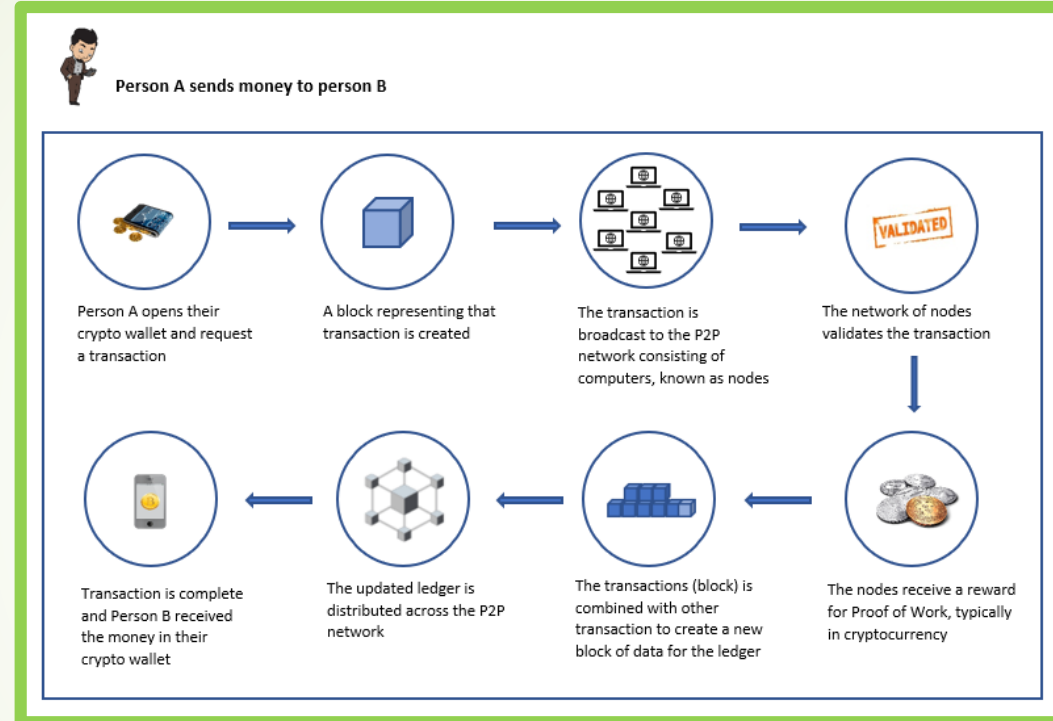 Person A sends money to person B
VALIDATED
Person A opens their
crypto wallet and request
a transaction
A block representing that
transaction is created
The transaction is
broadcast to the P2P
network consisting of
computers, known as nodes
The network of nodes
validates the transaction
The nodes receive a reward
for Proof of Work, typically
in cryptocurrency
The transactions (block) is
combined with other
transaction to create a new
block of data for the ledger
The updated ledger is
distributed across the P2P
network
Transaction is complete
and Person B received
the money in their
crypto wallet